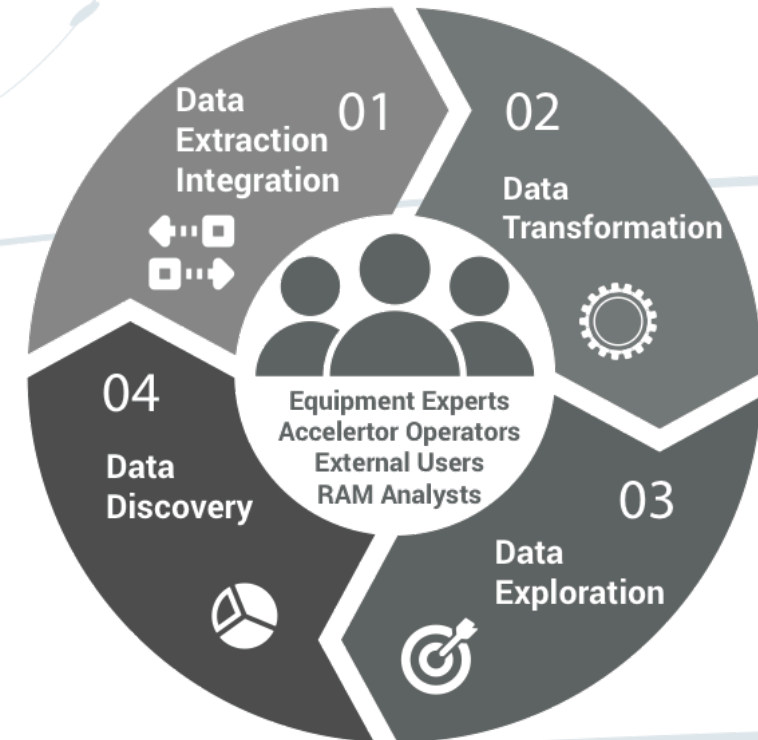 Data
Extraction
Integration
01
02
Data
Transformation
03
Data
Exploration
04
Data
Discovery
Equipment Experts
Accelertor Operators
External Users
RAM Analysts